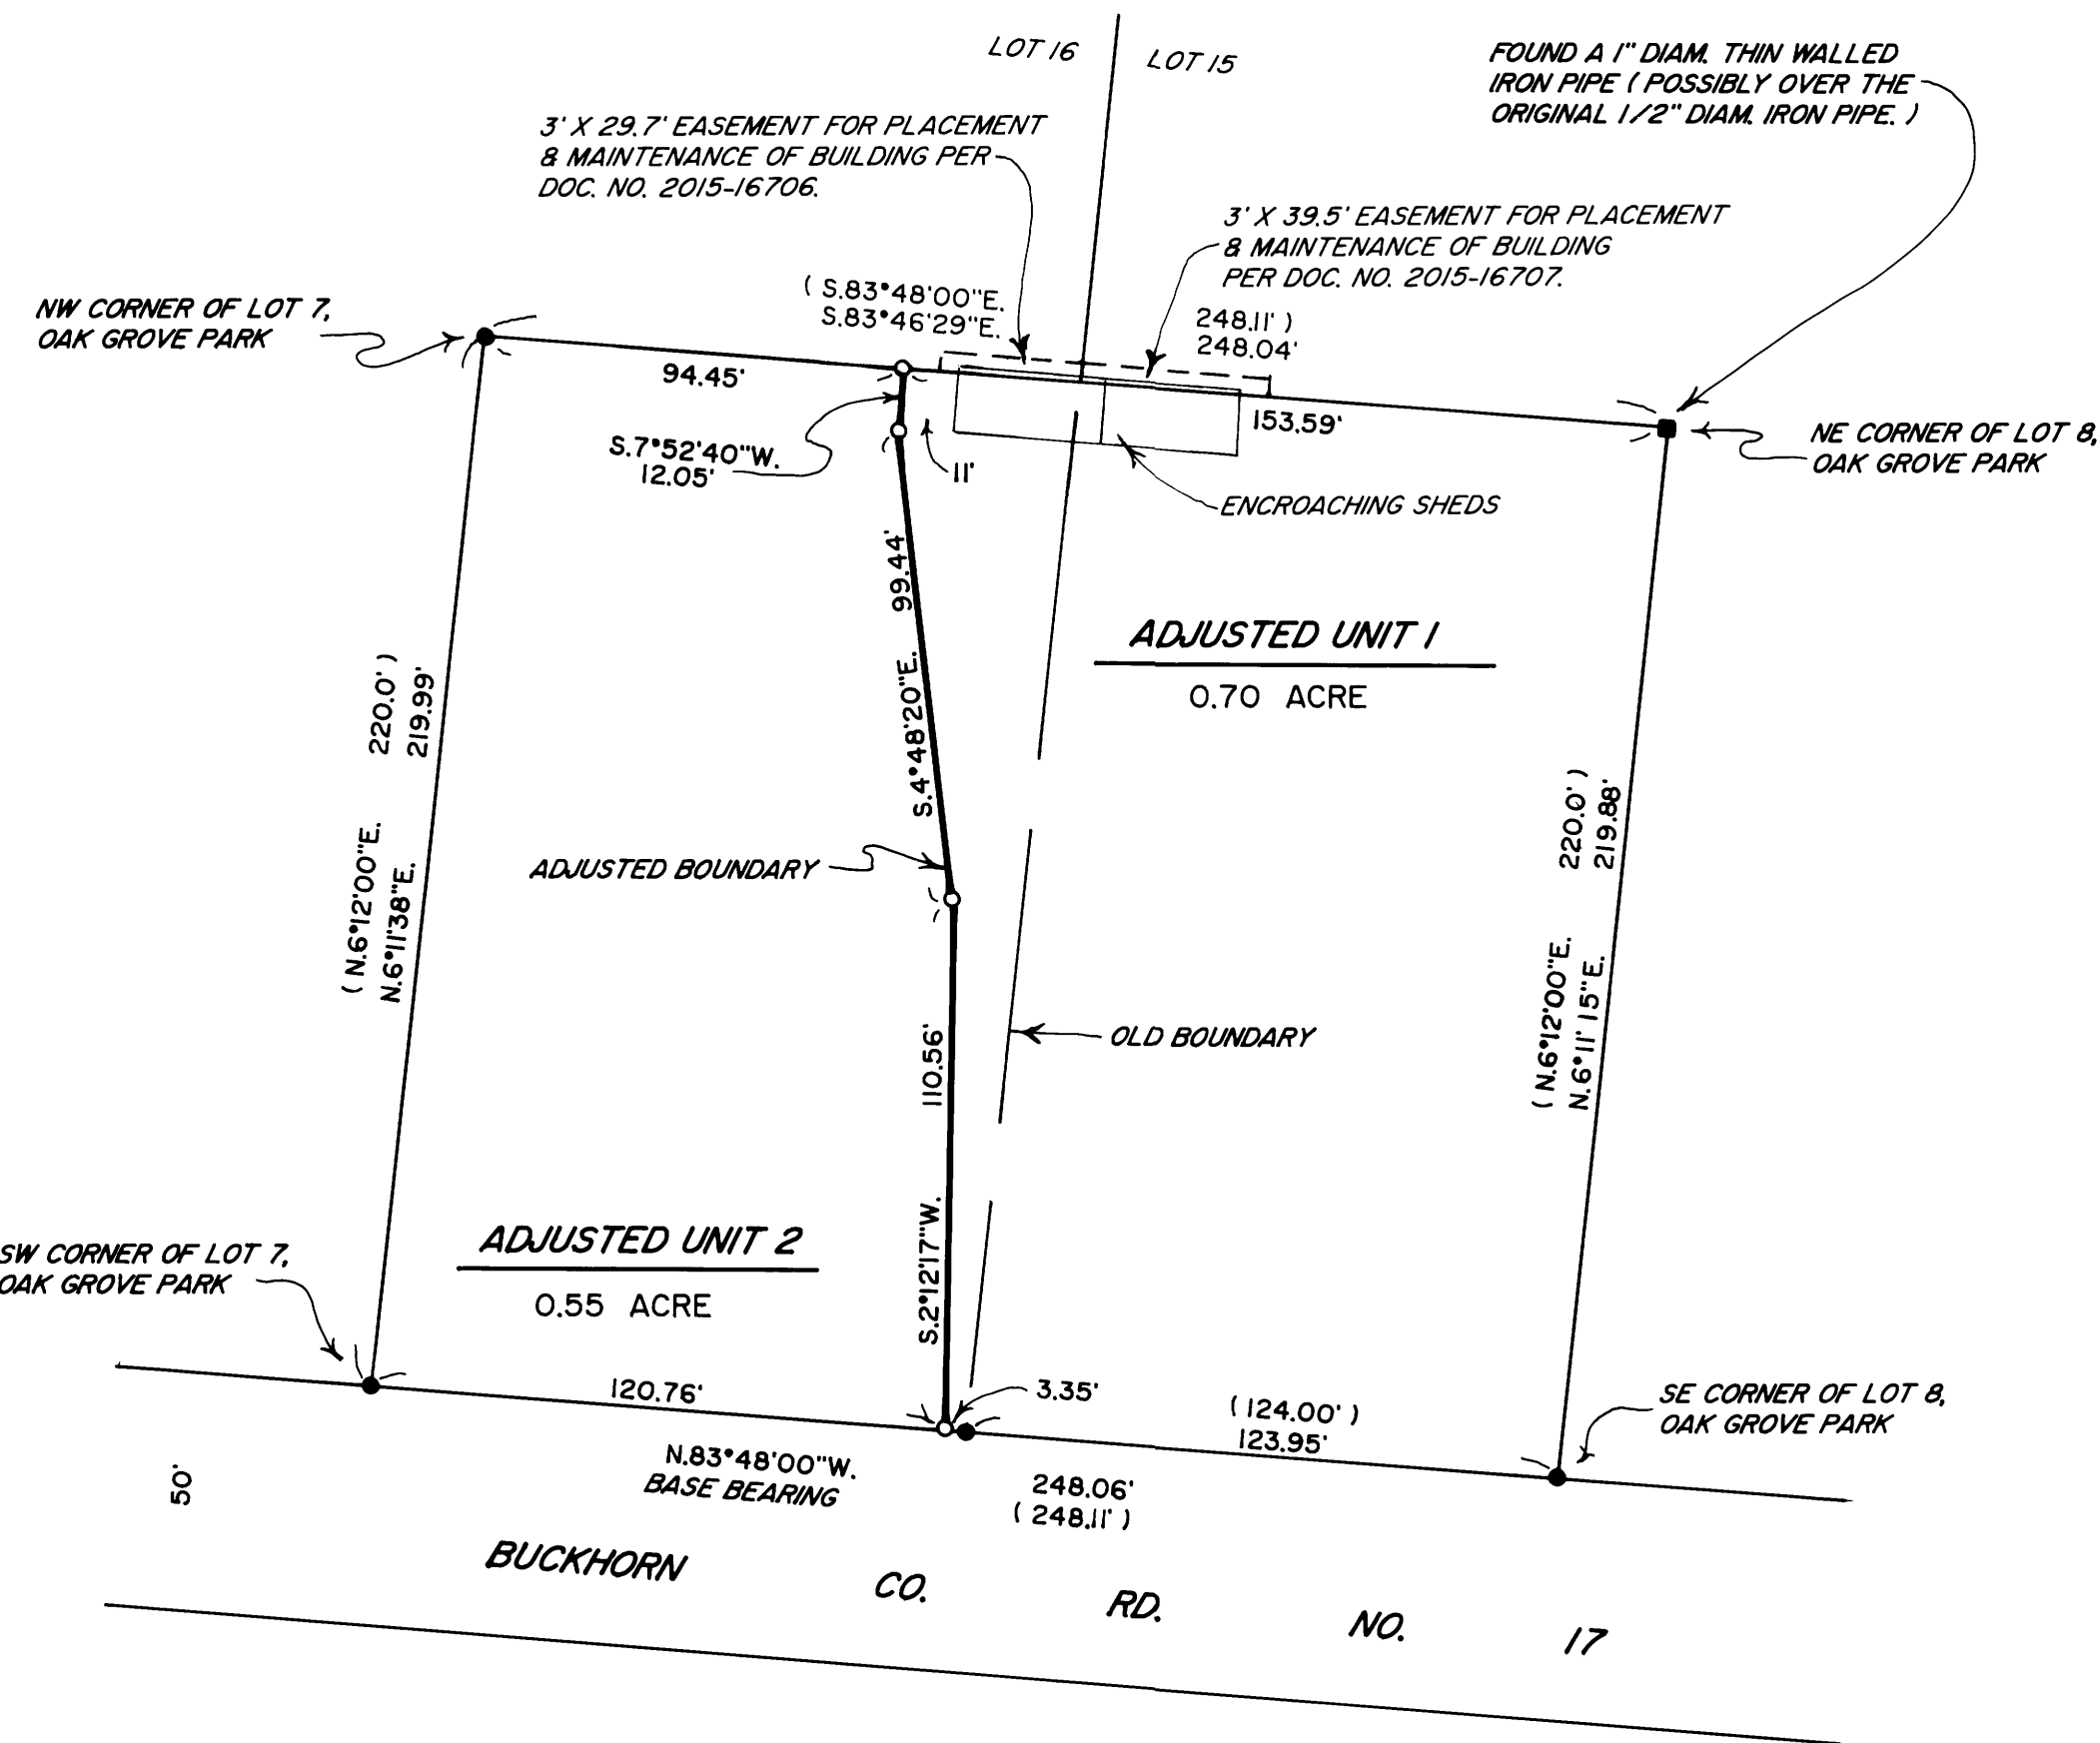 LOT 16
LOT 15
FOUND A 1" DIAM. THIN WALLED
IRON PIPE ( POSSIBLY OVER THE
ORIGINAL 1/2" DIAM. IRON PIPE. )
3' X 29.7' EASEMENT FOR PLACEMENT
& MAINTENANCE OF BUILDING PER
DOC. NO. 2015-16706.
3' X 39.5' EASEMENT FOR PLACEMENT
& MAINTENANCE OF BUILDING
PER DOC. NO. 2015-16707.
( S.83°48'00"E.
S.83°46'29"E.
248.11' )
248.04'
NW CORNER OF LOT 7,
OAK GROVE PARK
94.45'
153.59'
NE CORNER OF LOT 8,
OAK GROVE PARK
S.7°52'40"W.
12.05'
11'
ENCROACHING SHEDS
S.4°48'20"E. 99.44'
ADJUSTED UNIT 1
0.70 ACRE
( N.6°12'00"E. 220.0' )
N.6°11'38"E. 219.99'
ADJUSTED BOUNDARY
( N.6°12'00"E. 220.0' )
N.6°11'15"E. 219.88'
OLD BOUNDARY
S.2°12'17"W. 110.56'
ADJUSTED UNIT 2
0.55 ACRE
SW CORNER OF LOT 7,
OAK GROVE PARK
120.76'
3.35'
( 124.00' )
123.95'
SE CORNER OF LOT 8,
OAK GROVE PARK
N.83°48'00"W.
BASE BEARING
248.06'
( 248.11' )
50'
BUCKHORN CO. RD. NO. 17